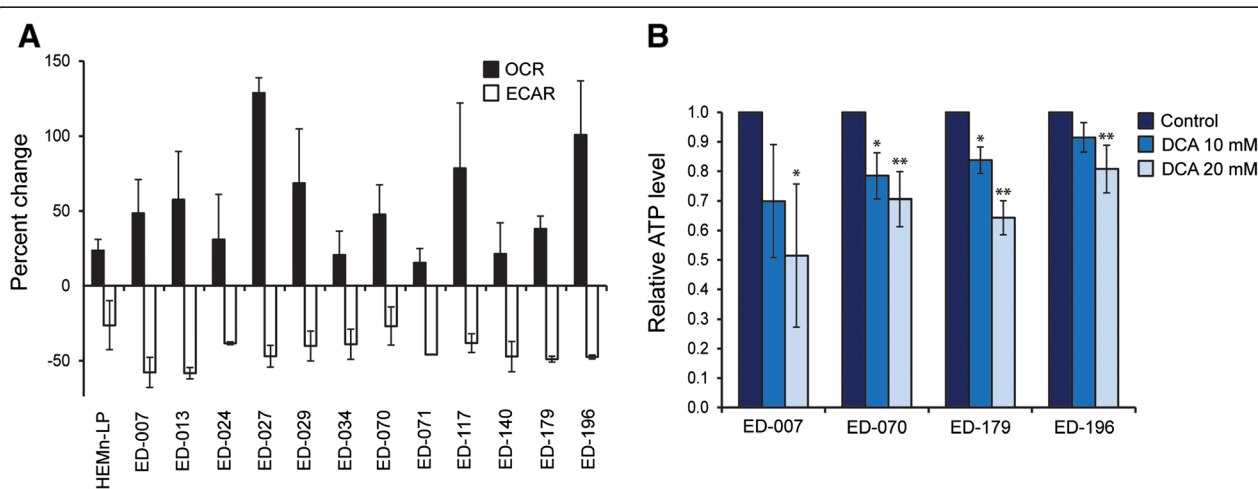 A
Percent change
150
100
50
0
-50
OCR
ECAR
HEMn-LP
ED-007
ED-013
ED-024
ED-027
ED-029
ED-034
ED-070
ED-071
ED-117
ED-140
ED-179
ED-196
B
Relative ATP level
1.0
0.9
0.8
0.7
0.6
0.5
0.4
0.3
0.2
0.1
0.0
*
*
**
*
**
**
Control
DCA 10 mM
DCA 20 mM
ED-007
ED-070
ED-179
ED-196